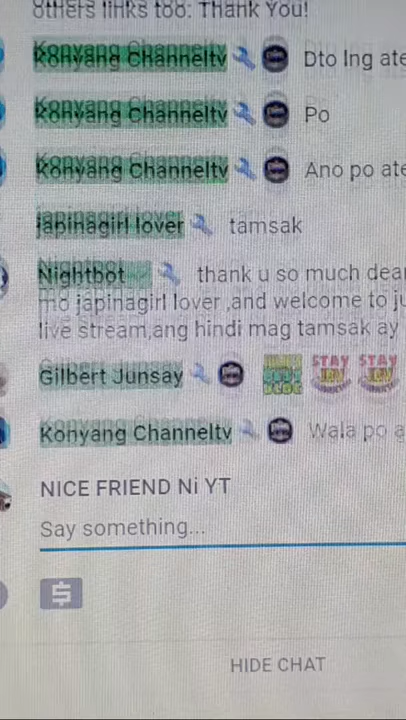 others links too: Thank You!
Konyang Channeltv Dto lng ate
Konyang Channeltv Po
Konyang Channeltv Ano po ate
japinagirl lover tamsak
Nightbot thank u so much dear
mo japinagirl lover ,and welcome to
live stream,ang hindi mag tamsak ay
Gilbert Junsay STAY STAY
Konyang Channeltv Wala po
NICE FRIEND Ni YT
Say something...
$
HIDE CHAT